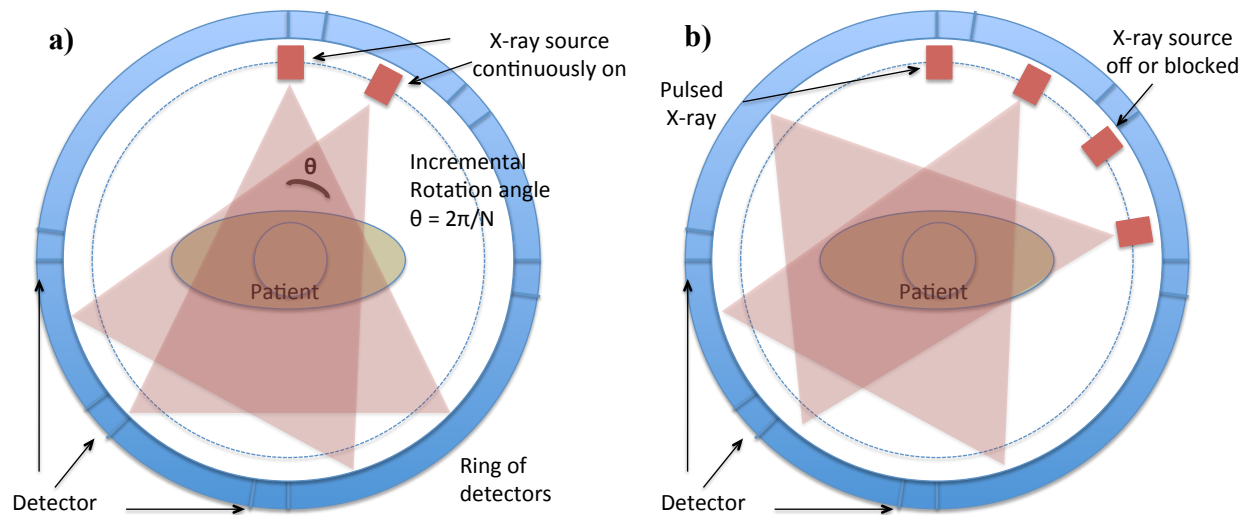 a)
X-ray source
continuously on
θ
Incremental
Rotation angle
θ = 2π/N
Patient
Detector
Ring of
detectors
b)
X-ray source
off or blocked
Pulsed
X-ray
Patient
Detector